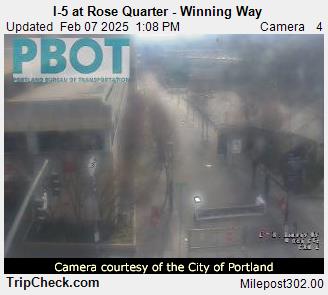 I-5 at Rose Quarter - Winning Way
Updated Feb 07 2025 1:08 PM Camera 4
PBOT
PORTLAND BUREAU OF TRANSPORTATION
Camera courtesy of the City of Portland
TripCheck.com Milepost302.00